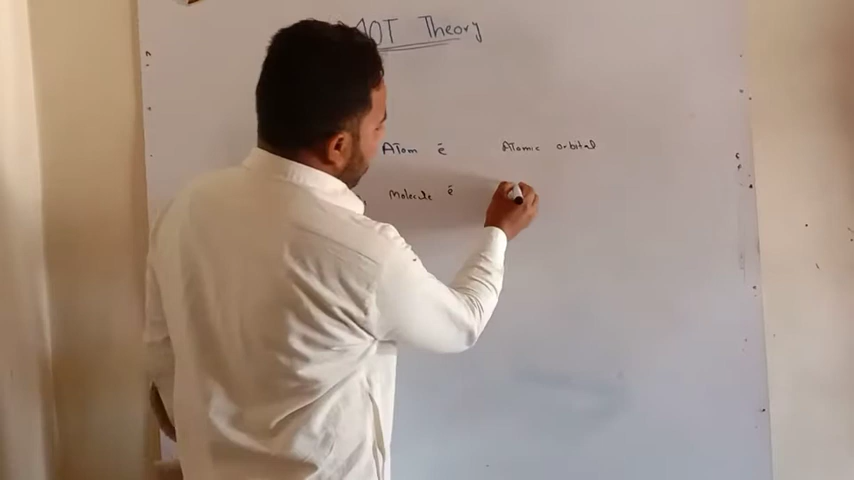 MOT Theory
Atom ē Atomic orbital
Molecule ē